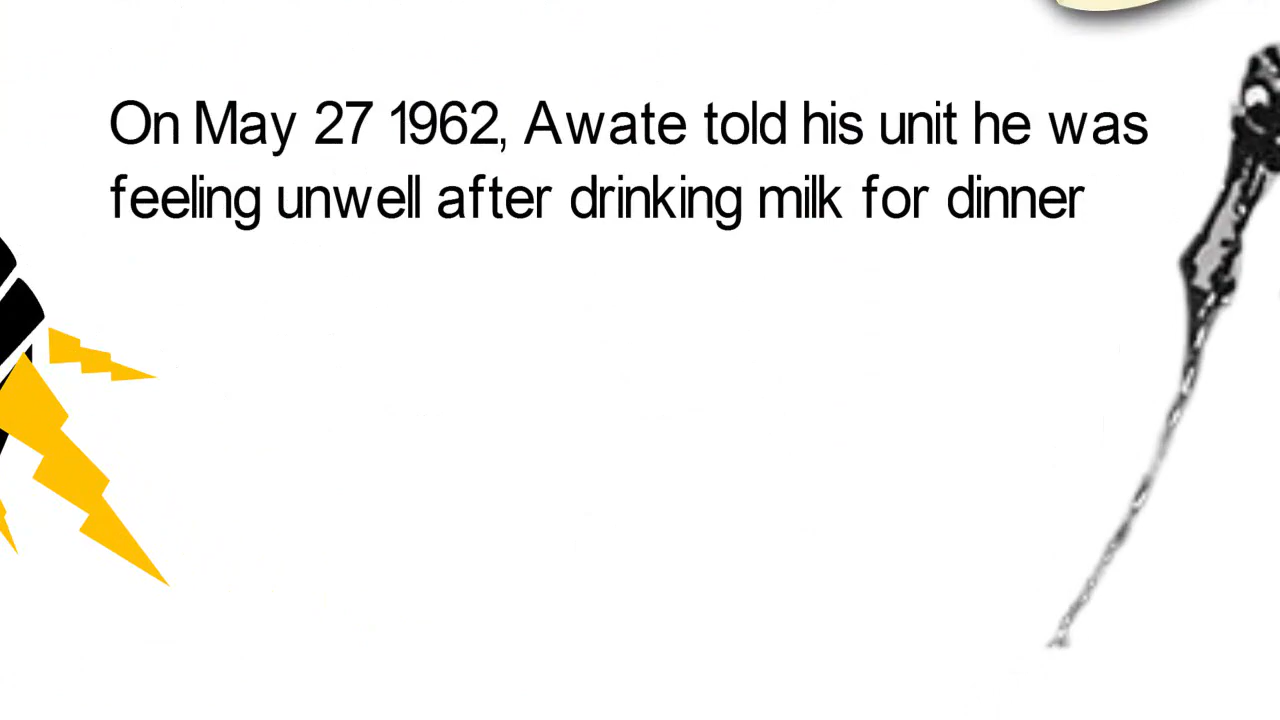 On May 27 1962, Awate told his unit he was
feeling unwell after drinking milk for dinner